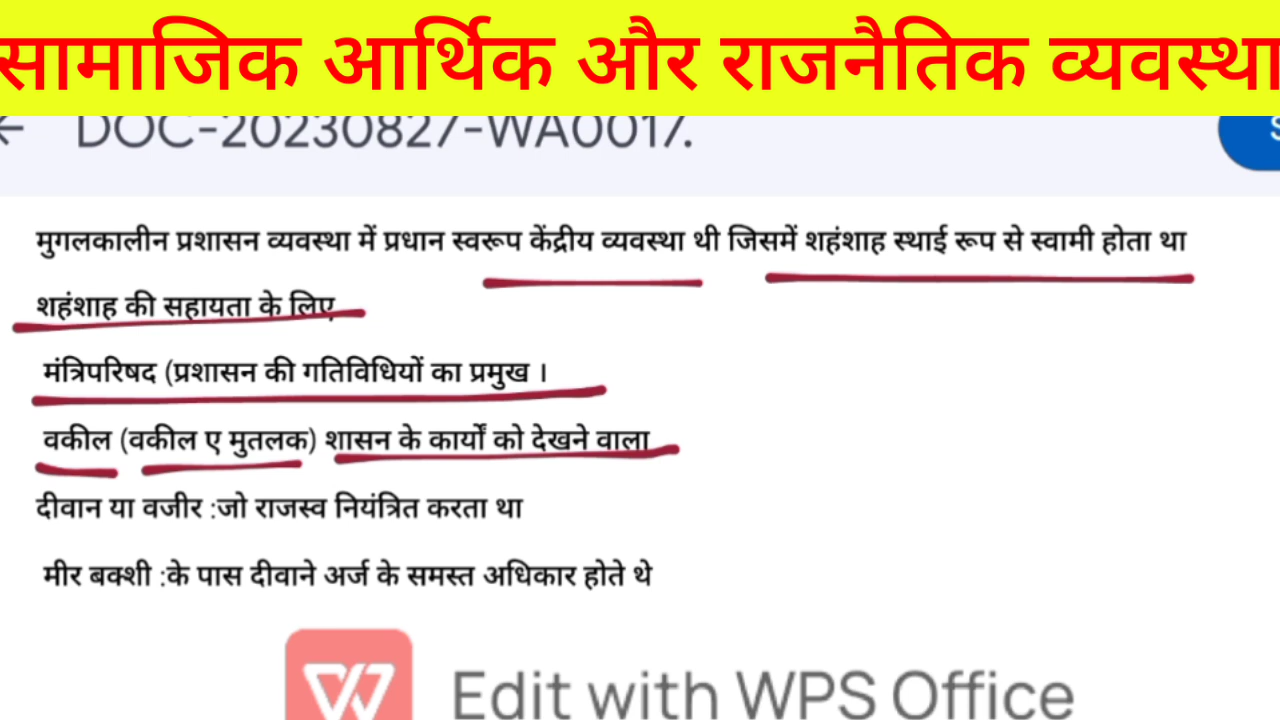 सामाजिक आर्थिक और राजनैतिक व्यवस्था
DOC-20230827-WA0017.
मुगलकालीन प्रशासन व्यवस्था में प्रधान स्वरूप केंद्रीय व्यवस्था थी जिसमें शहंशाह स्थाई रूप से स्वामी होता था
शहंशाह की सहायता के लिए
मंत्रिपरिषद (प्रशासन की गतिविधियों का प्रमुख ।
वकील (वकील ए मुतलक) शासन के कार्यों को देखने वाला
दीवान या वजीर :जो राजस्व नियंत्रित करता था
मीर बक्शी :के पास दीवाने अर्ज के समस्त अधिकार होते थे
Edit with WPS Office